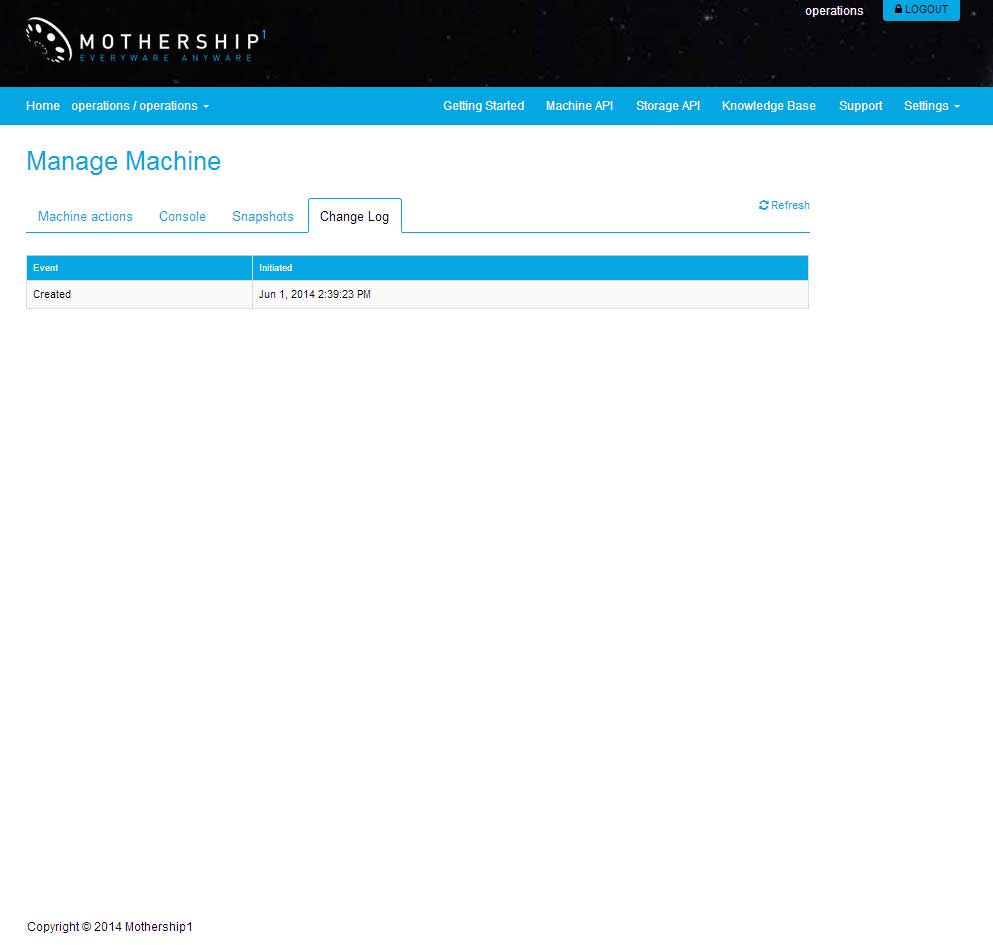 operations LOGOUT
MOTHERSHIP1
EVERYWARE ANYWARE
Home operations / operations Getting Started Machine API Storage API Knowledge Base Support Settings
Manage Machine
Machine actions Console Snapshots Change Log Refresh
Event Initiated
Created Jun 1, 2014 2:39:23 PM
Copyright © 2014 Mothership1